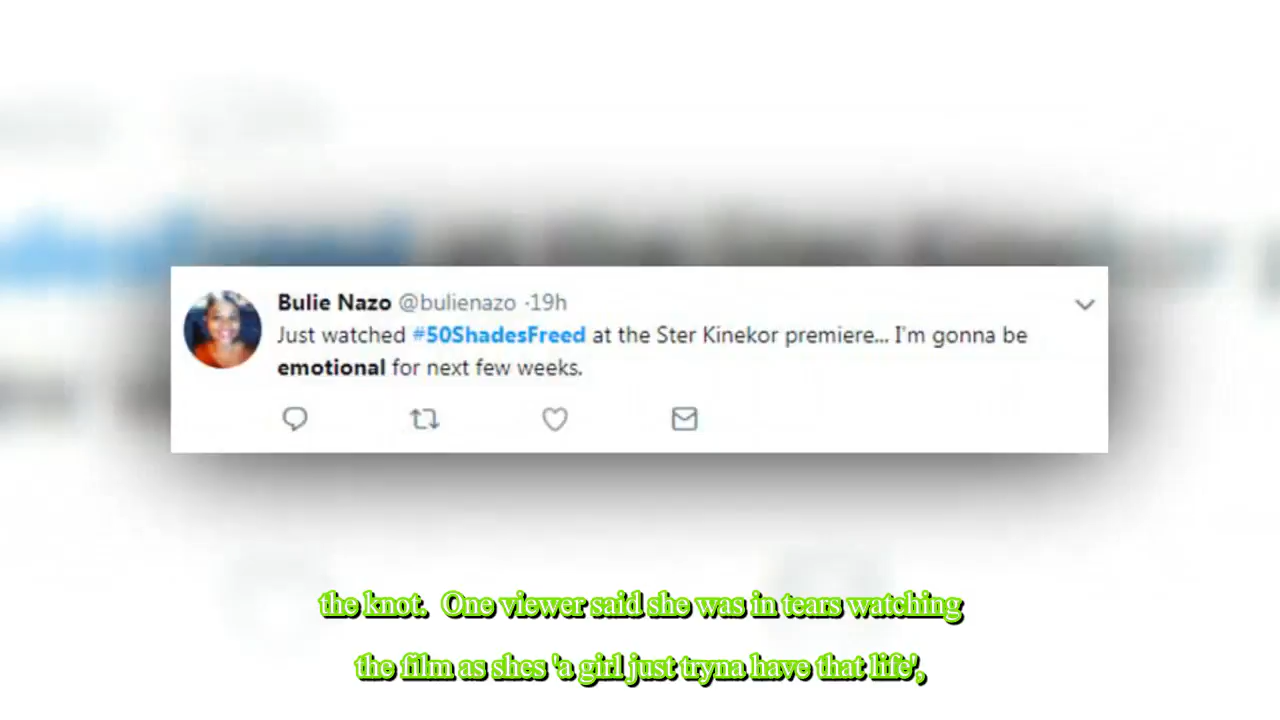 Bulie Nazo @bulienazo ·19h
Just watched #50ShadesFreed at the Ster Kinekor premiere... I'm gonna be
emotional for next few weeks.
the knot. One viewer said she was in tears watching
the film as shes 'a girl just tryna have that life',